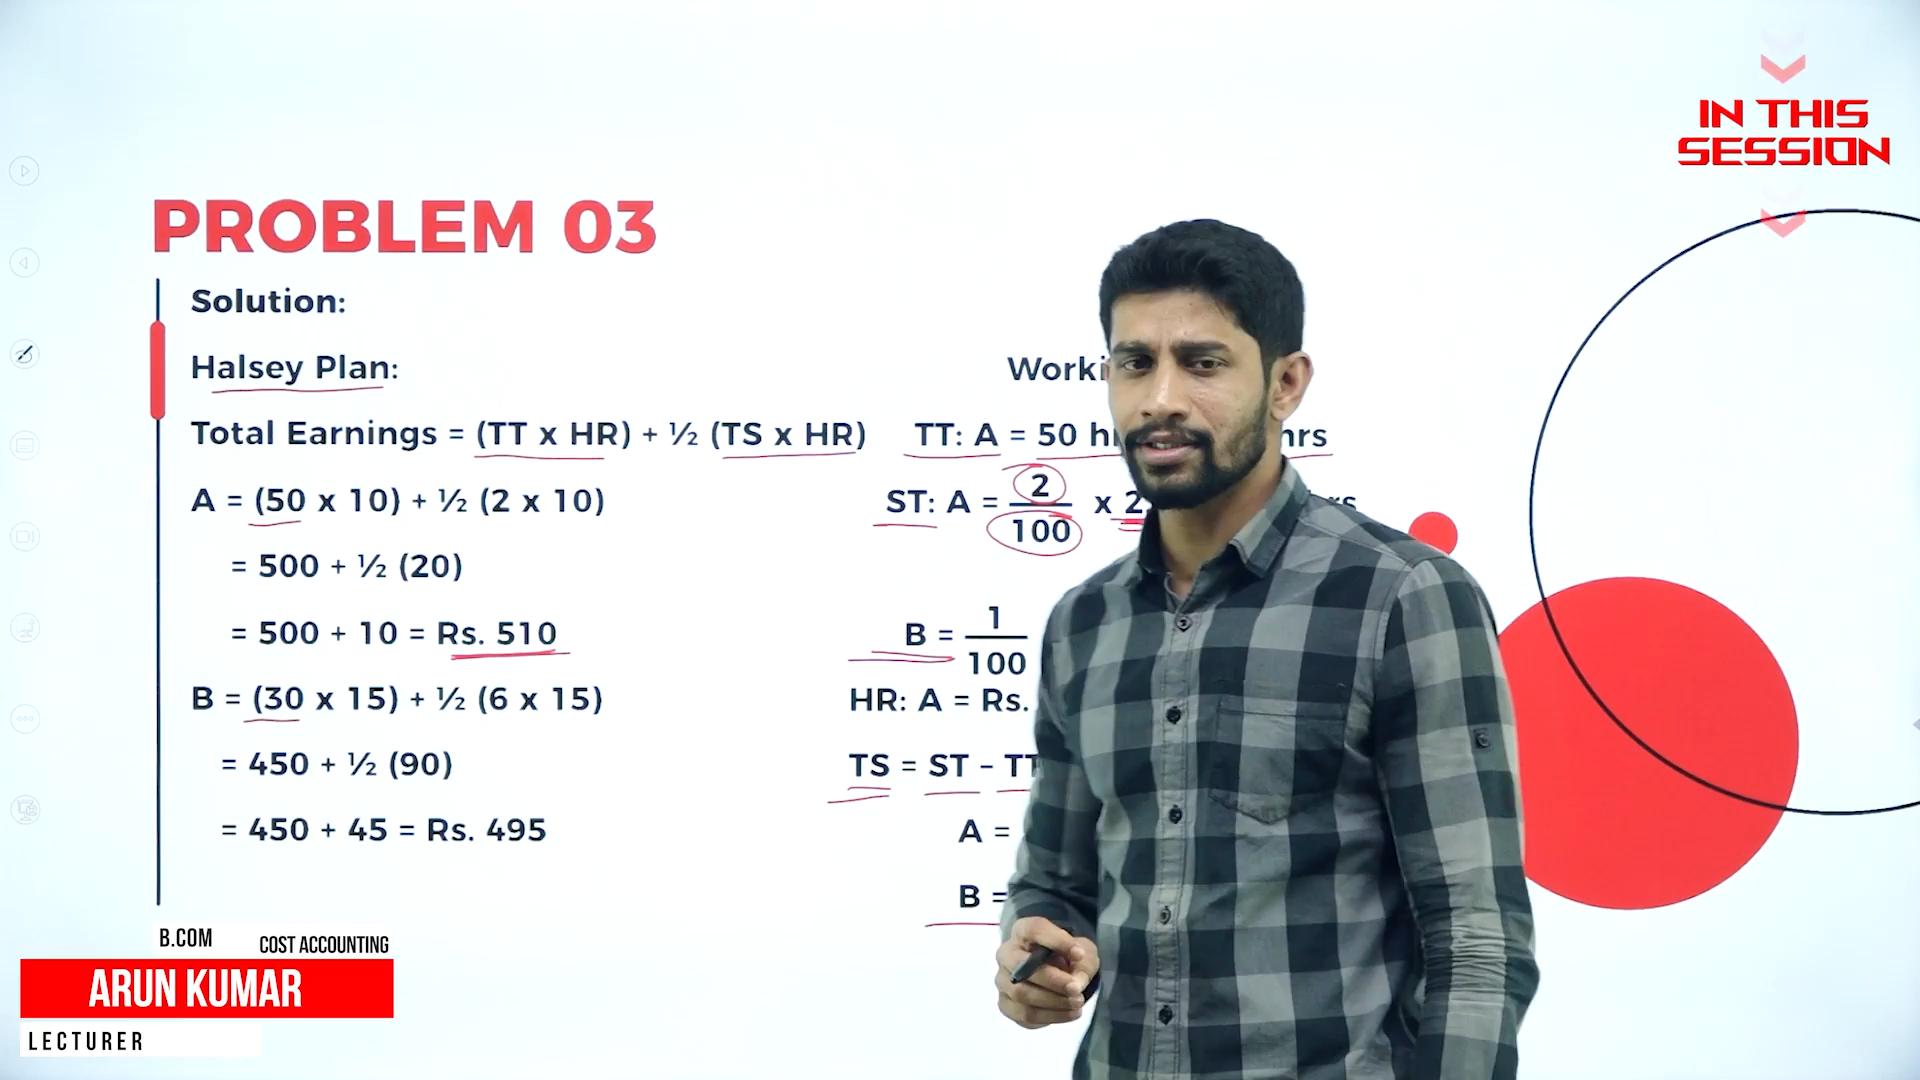 IN THIS
SESSION
PROBLEM 03
Solution:
Halsey Plan:
Total Earnings = (TT x HR) + ½ (TS x HR)
A = (50 x 10) + ½ (2 x 10)
= 500 + ½ (20)
= 500 + 10 = Rs. 510
B = (30 x 15) + ½ (6 x 15)
= 450 + ½ (90)
= 450 + 45 = Rs. 495
TT: A = 50
ST: A = 2
100
x
B = 1
100
HR: A = Rs.
TS = ST -
A =
B =
B.COM
COST ACCOUNTING
ARUN KUMAR
LECTURER